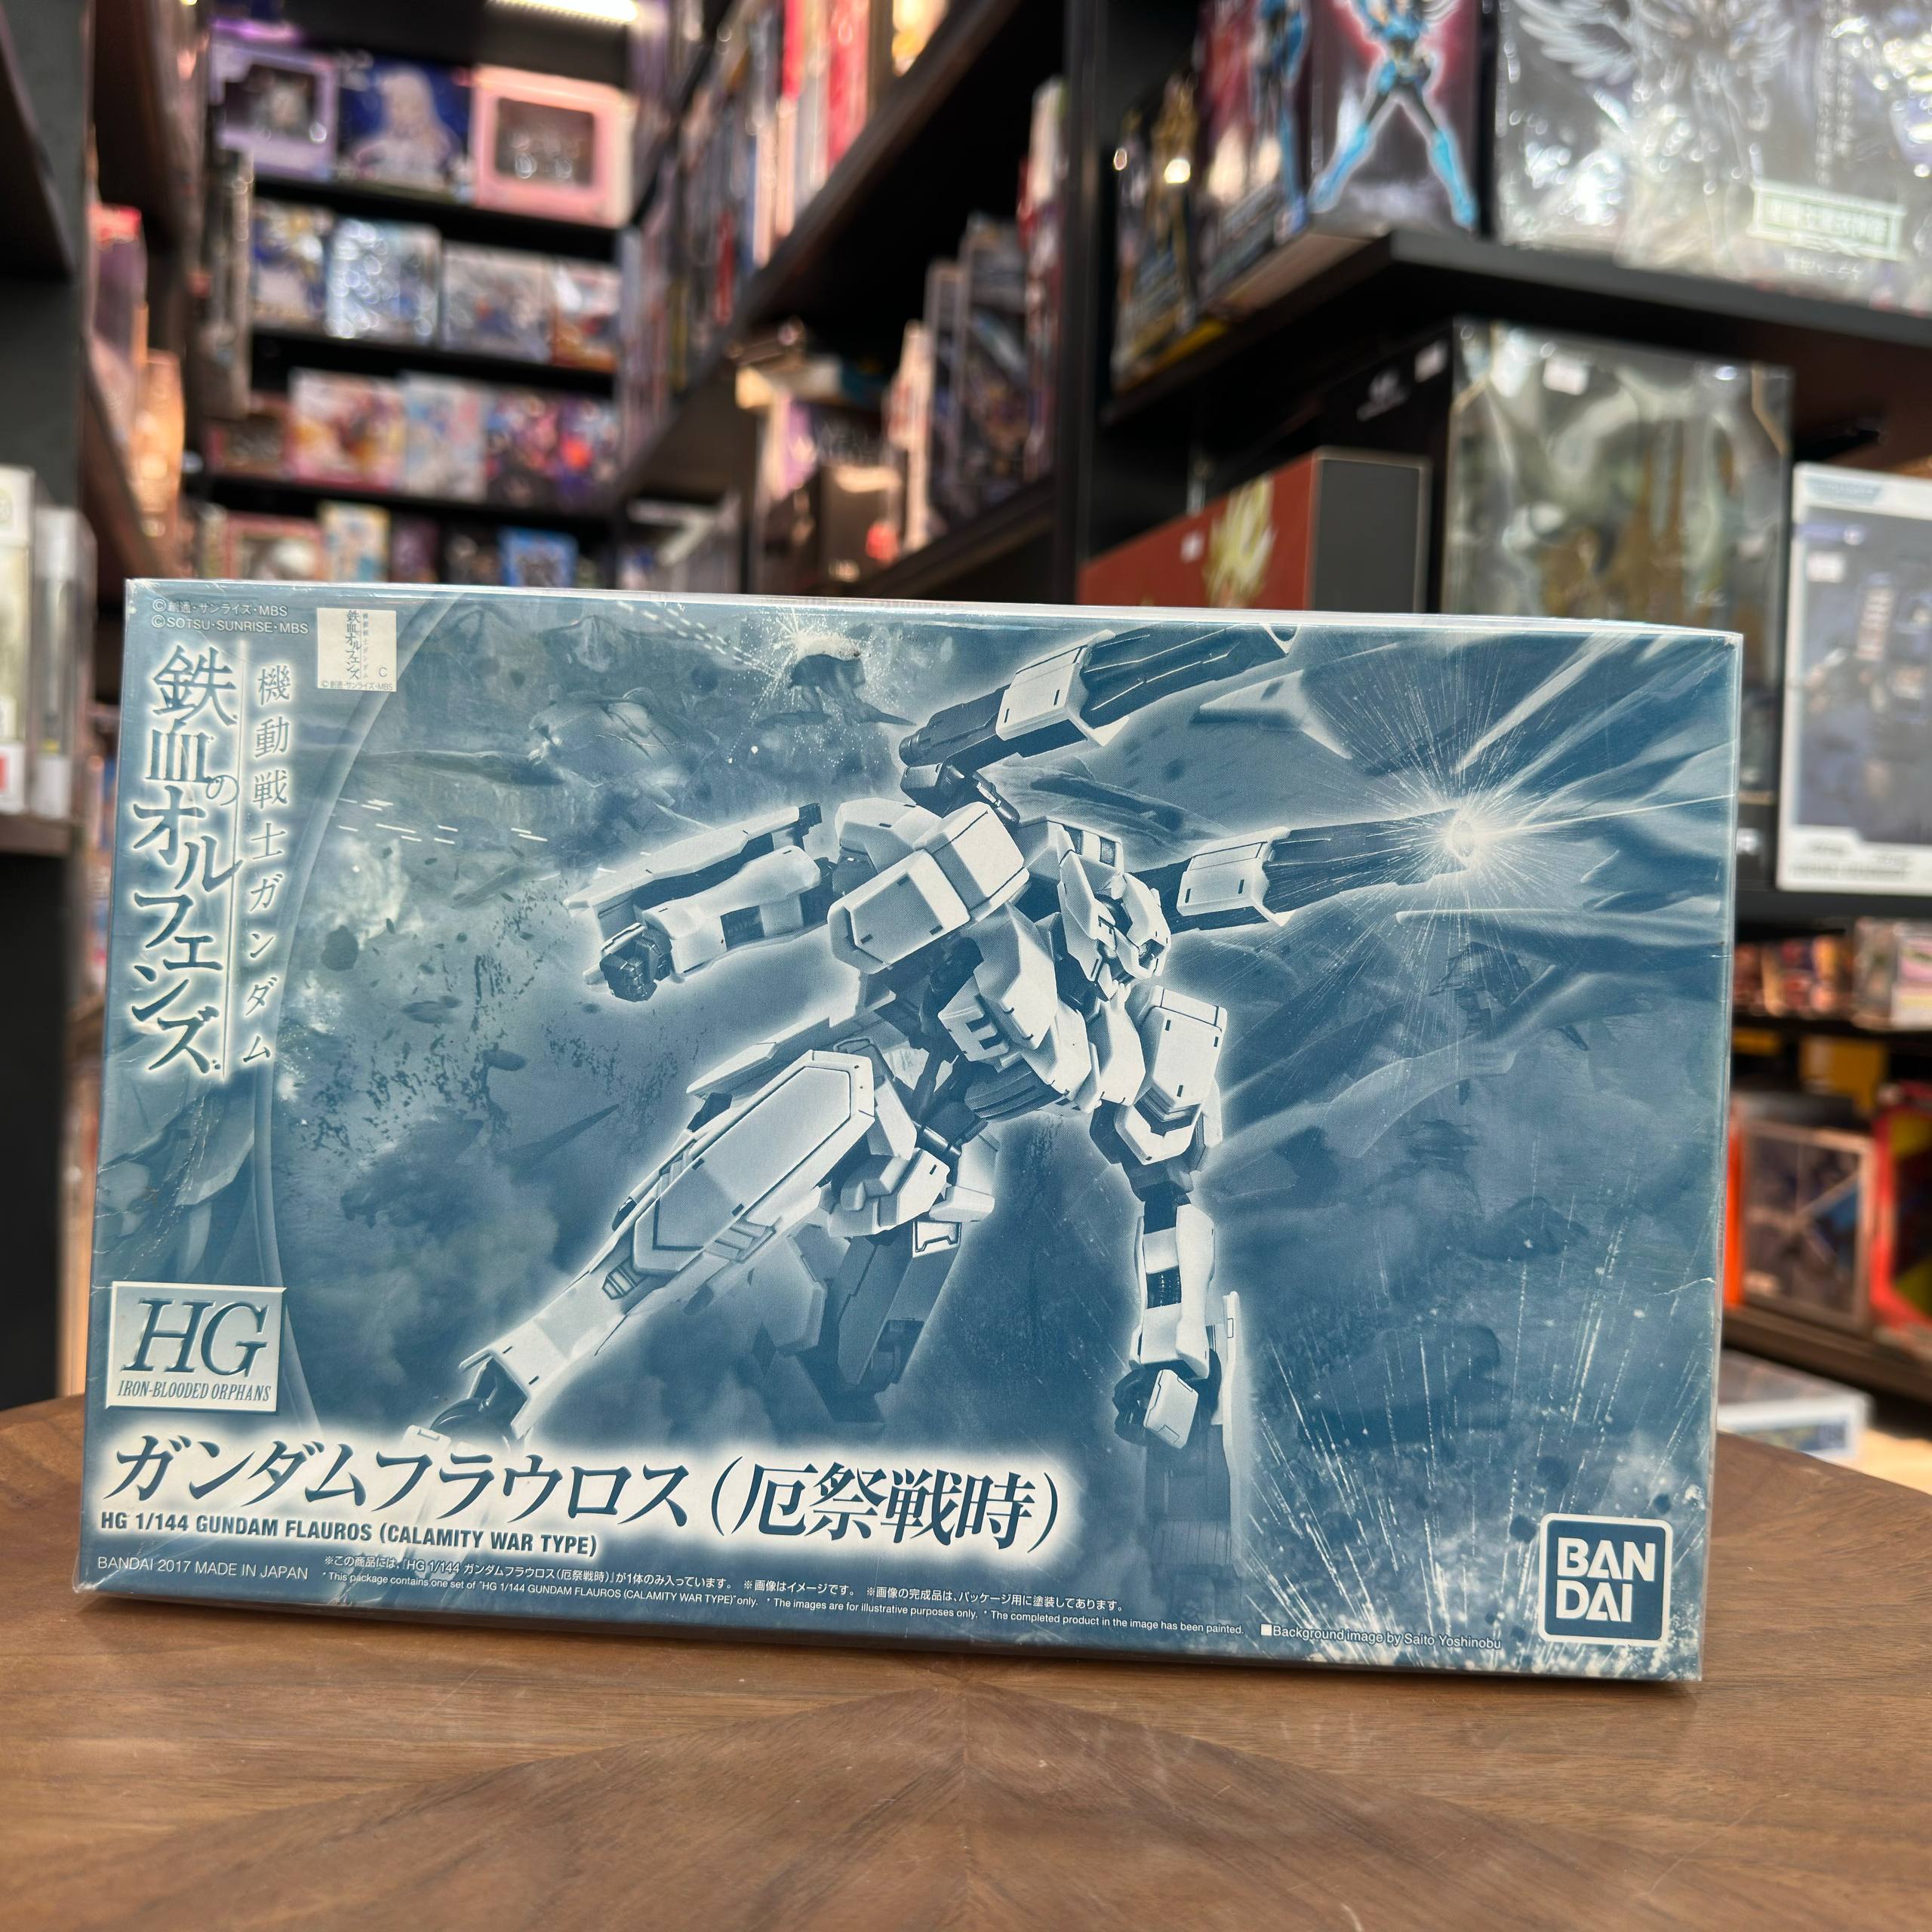 ©創通・サンライズ・MBS
©SOTSU・SUNRISE・MBS
機動戦士ガンダム
鉄血のオルフェンズ
機動戦士ガンダム
鉄血のオルフェンズ
C
©創通・サンライズ・MBS
HG
IRON-BLOODED ORPHANS
ガンダムフラウロス(厄祭戦時)
HG 1/144 GUNDAM FLAUROS (CALAMITY WAR TYPE)
BANDAI 2017 MADE IN JAPAN
※この商品には、「HG 1/144 ガンダムフラウロス(厄祭戦時)」が1体のみ入っています。 ※画像はイメージです。 ※画像の完成品は、パッケージ用に塗装してあります。
*This package contains one set of "HG 1/144 GUNDAM FLAUROS (CALAMITY WAR TYPE)" only. *The images are for illustrative purposes only. *The completed product in the image has been painted.
■Background image by Saito Yoshinobu
BAN
DAI